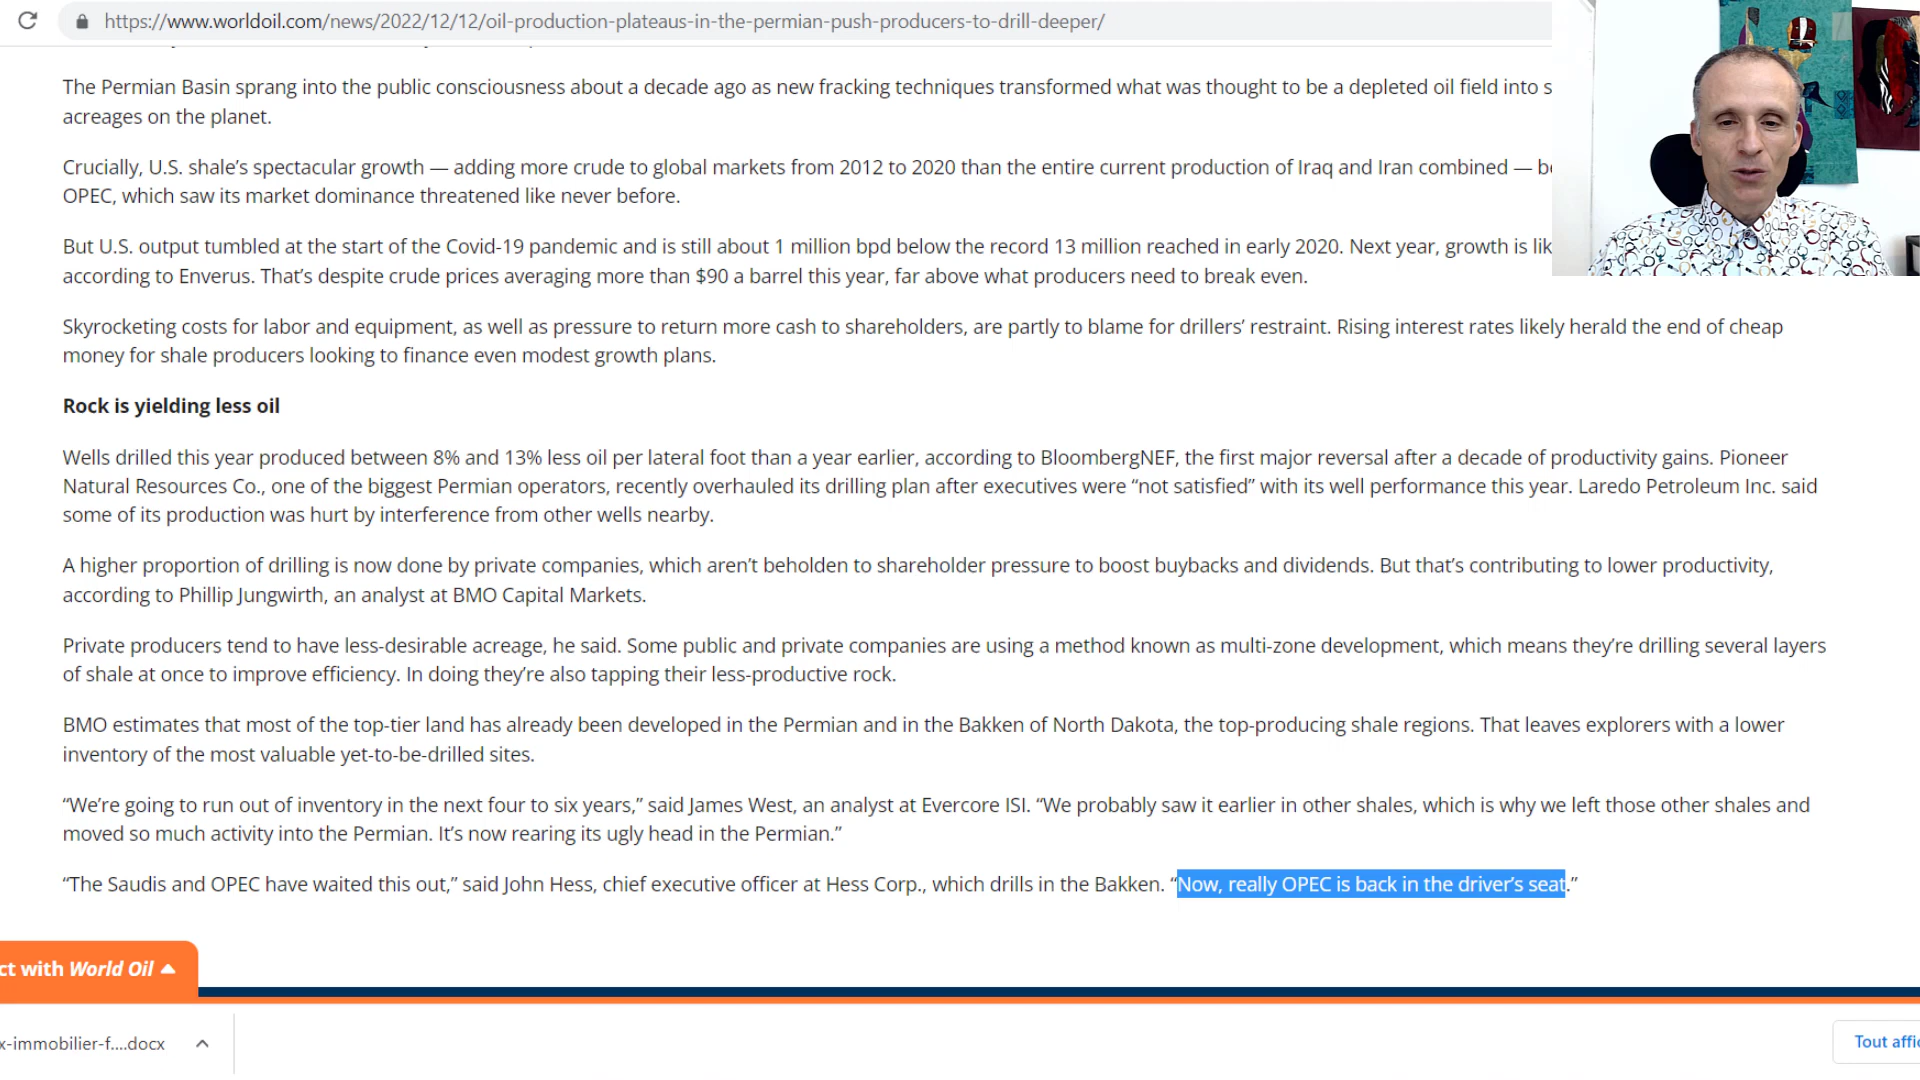 https://www.worldoil.com/news/2022/12/12/oil-production-plateaus-in-the-permian-push-producers-to-drill-deeper/
The Permian Basin sprang into the public consciousness about a decade ago as new fracking techniques transformed what was thought to be a depleted oil field into s
acreages on the planet.
Crucially, U.S. shale’s spectacular growth — adding more crude to global markets from 2012 to 2020 than the entire current production of Iraq and Iran combined — be
OPEC, which saw its market dominance threatened like never before.
But U.S. output tumbled at the start of the Covid-19 pandemic and is still about 1 million bpd below the record 13 million reached in early 2020. Next year, growth is lik
according to Enverus. That’s despite crude prices averaging more than $90 a barrel this year, far above what producers need to break even.
Skyrocketing costs for labor and equipment, as well as pressure to return more cash to shareholders, are partly to blame for drillers’ restraint. Rising interest rates likely herald the end of cheap
money for shale producers looking to finance even modest growth plans.
Rock is yielding less oil
Wells drilled this year produced between 8% and 13% less oil per lateral foot than a year earlier, according to BloombergNEF, the first major reversal after a decade of productivity gains. Pioneer
Natural Resources Co., one of the biggest Permian operators, recently overhauled its drilling plan after executives were “not satisfied” with its well performance this year. Laredo Petroleum Inc. said
some of its production was hurt by interference from other wells nearby.
A higher proportion of drilling is now done by private companies, which aren’t beholden to shareholder pressure to boost buybacks and dividends. But that’s contributing to lower productivity,
according to Phillip Jungwirth, an analyst at BMO Capital Markets.
Private producers tend to have less-desirable acreage, he said. Some public and private companies are using a method known as multi-zone development, which means they’re drilling several layers
of shale at once to improve efficiency. In doing they’re also tapping their less-productive rock.
BMO estimates that most of the top-tier land has already been developed in the Permian and in the Bakken of North Dakota, the top-producing shale regions. That leaves explorers with a lower
inventory of the most valuable yet-to-be-drilled sites.
“We’re going to run out of inventory in the next four to six years,” said James West, an analyst at Evercore ISI. “We probably saw it earlier in other shales, which is why we left those other shales and
moved so much activity into the Permian. It’s now rearing its ugly head in the Permian.”
“The Saudis and OPEC have waited this out,” said John Hess, chief executive officer at Hess Corp., which drills in the Bakken. “Now, really OPEC is back in the driver’s seat.”
ct with World Oil
x-immobilier-f....docx
Tout affic